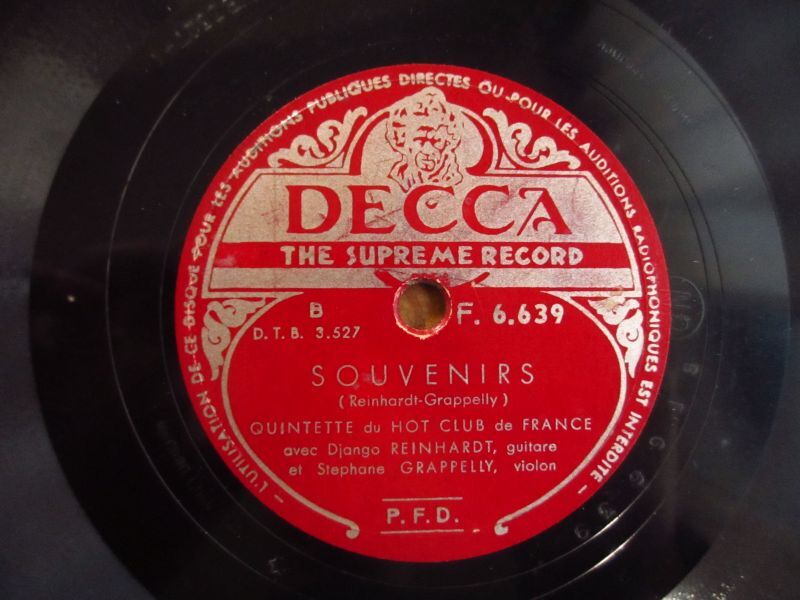 - L'UTILISATION DE CE DISQUE POUR LES AUDITIONS PUBLIQUES DIRECTES OU POUR LES AUDITIONS RADIOPHONIQUES EST INTERDITE -
DECCA
THE SUPREME RECORD
B
F. 6.639
D.T.B. 3.527
SOUVENIRS
(Reinhardt-Grappelly)
QUINTETTE du HOT CLUB de FRANCE
avec Django REINHARDT, guitare
et Stephane GRAPPELLY, violon
P.F.D.